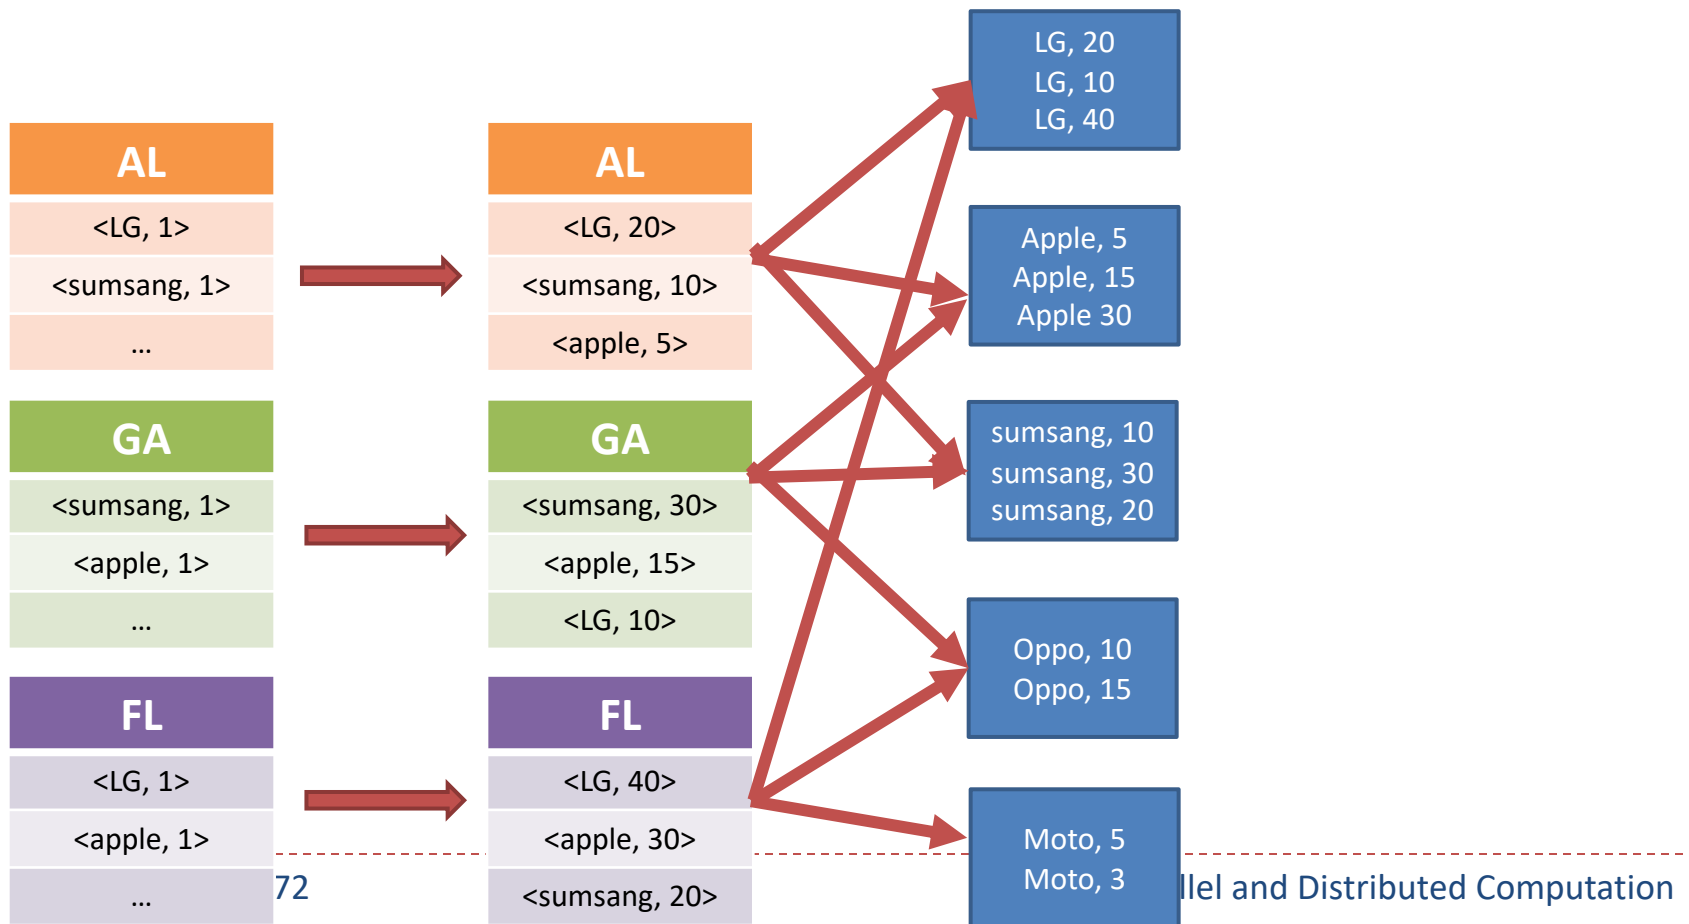 AL
<LG, 1>
<sumsang, 1>
...
GA
<sumsang, 1>
<apple, 1>
...
FL
<LG, 1>
<apple, 1>
...
AL
<LG, 20>
<sumsang, 10>
<apple, 5>
GA
<sumsang, 30>
<apple, 15>
<LG, 10>
FL
<LG, 40>
<apple, 30>
<sumsang, 20>
LG, 20
LG, 10
LG, 40
Apple, 5
Apple, 15
Apple 30
sumsang, 10
sumsang, 30
sumsang, 20
Oppo, 10
Oppo, 15
Moto, 5
Moto, 3
72
llel and Distributed Computation